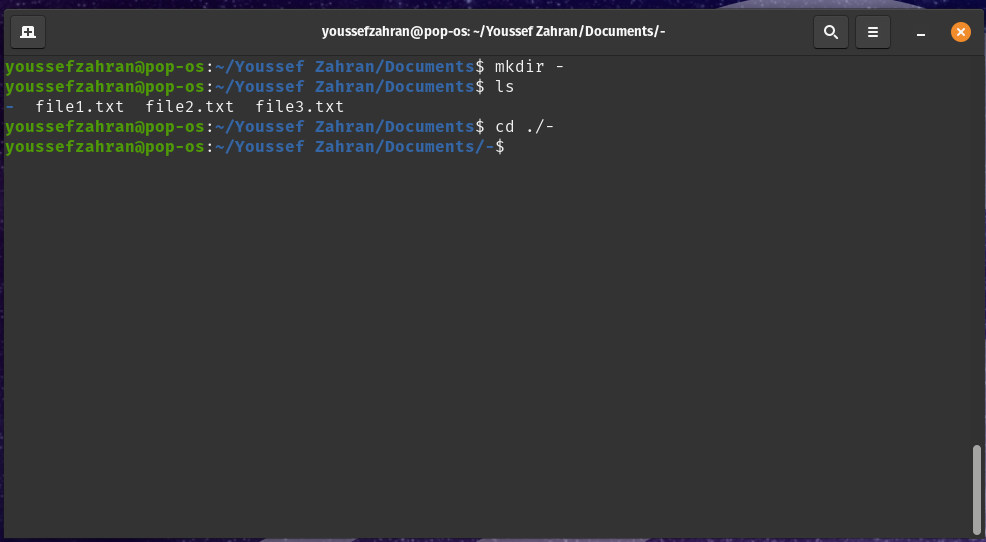 youssefzahran@pop-os: ~/Youssef Zahran/Documents/-
youssefzahran@pop-os:~/Youssef Zahran/Documents$ mkdir -
youssefzahran@pop-os:~/Youssef Zahran/Documents$ ls
-  file1.txt  file2.txt  file3.txt
youssefzahran@pop-os:~/Youssef Zahran/Documents$ cd ./-
youssefzahran@pop-os:~/Youssef Zahran/Documents/-$